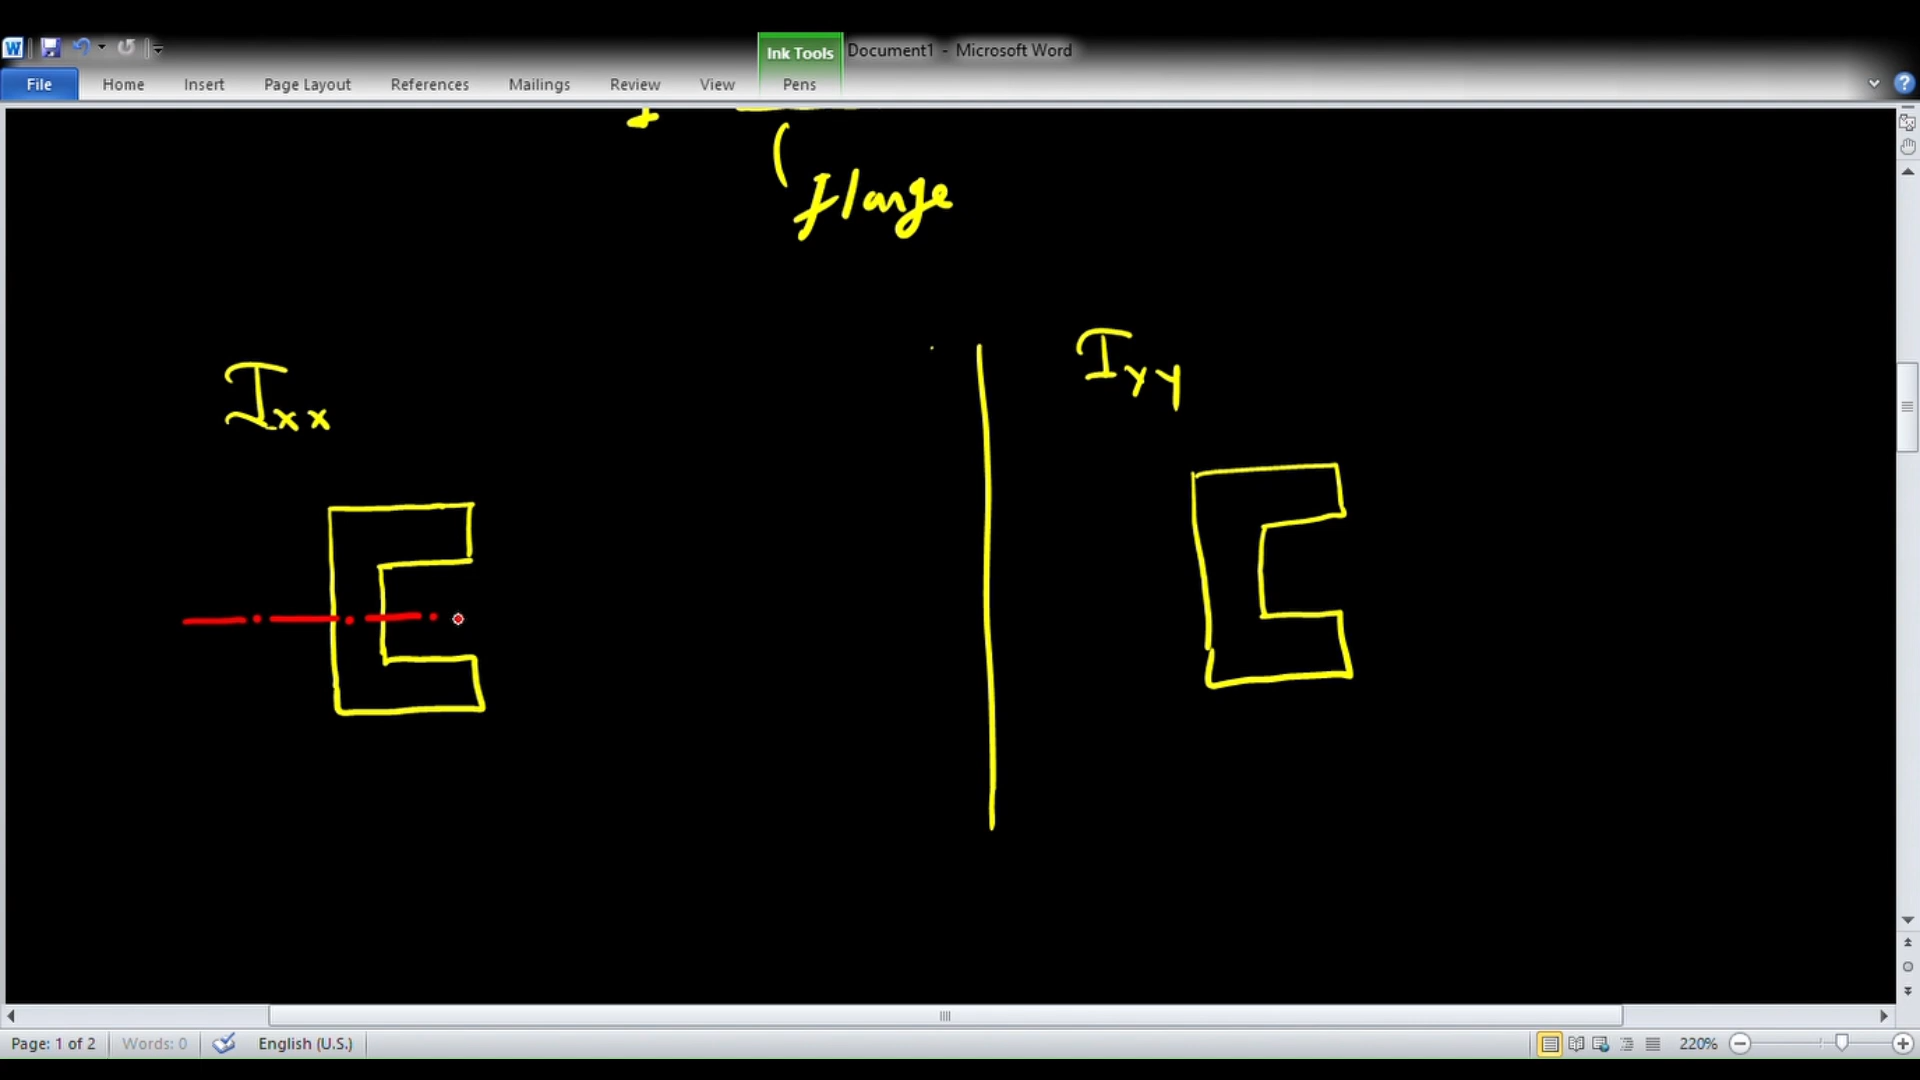 Ink Tools
Document1 - Microsoft Word
File Home Insert Page Layout References Mailings Review View Pens
flange
Ixx
Iyy
Page: 1 of 2 Words: 0 English (U.S.) 220%